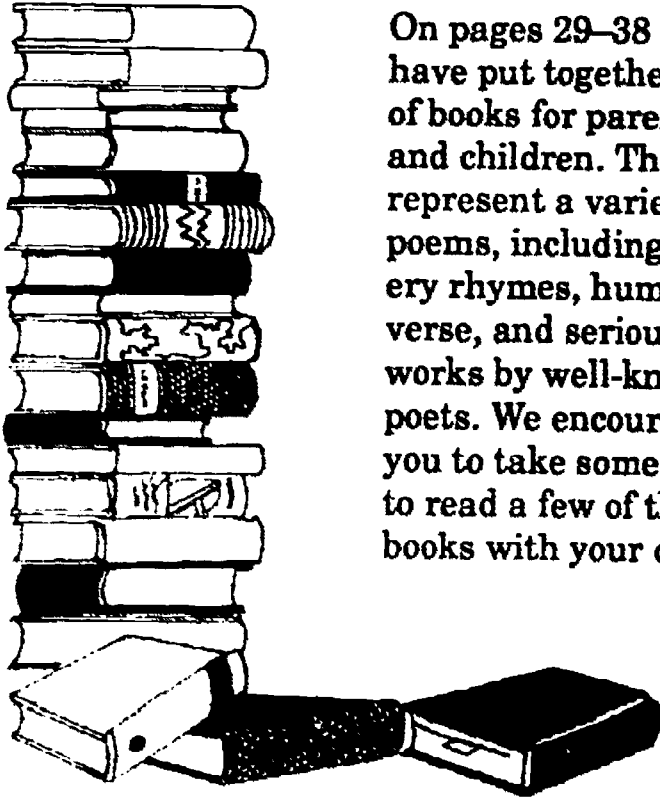 On pages 29–38
have put togethe
of books for pare
and children. Th
represent a varie
poems, including
ery rhymes, hum
verse, and seriou
works by well-kn
poets. We encour
you to take some
to read a few of t
books with your